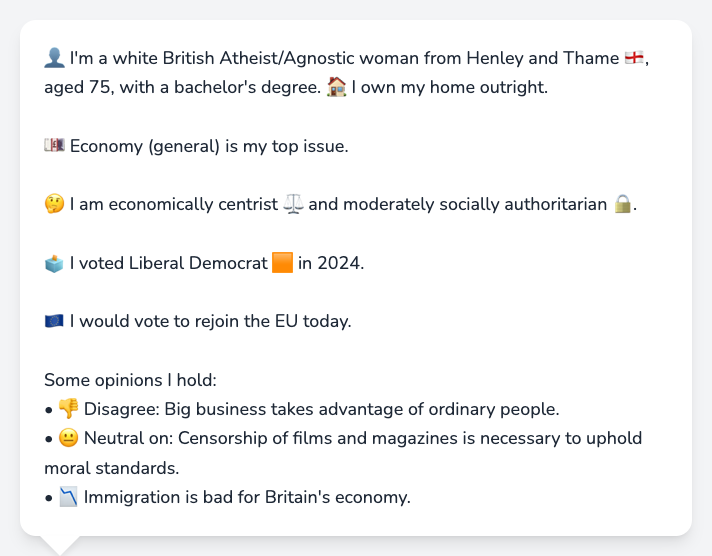 👤 I'm a white British Atheist/Agnostic woman from Henley and Thame 🏴󠁧󠁢󠁥󠁮󠁧󠁿,
aged 75, with a bachelor's degree. 🏠 I own my home outright.
💷 Economy (general) is my top issue.
🤔 I am economically centrist ⚖️ and moderately socially authoritarian 🔒.
🗳️ I voted Liberal Democrat 🟧 in 2024.
🇪🇺 I would vote to rejoin the EU today.
Some opinions I hold:
• 👎 Disagree: Big business takes advantage of ordinary people.
• 😐 Neutral on: Censorship of films and magazines is necessary to uphold
moral standards.
• 📉 Immigration is bad for Britain's economy.